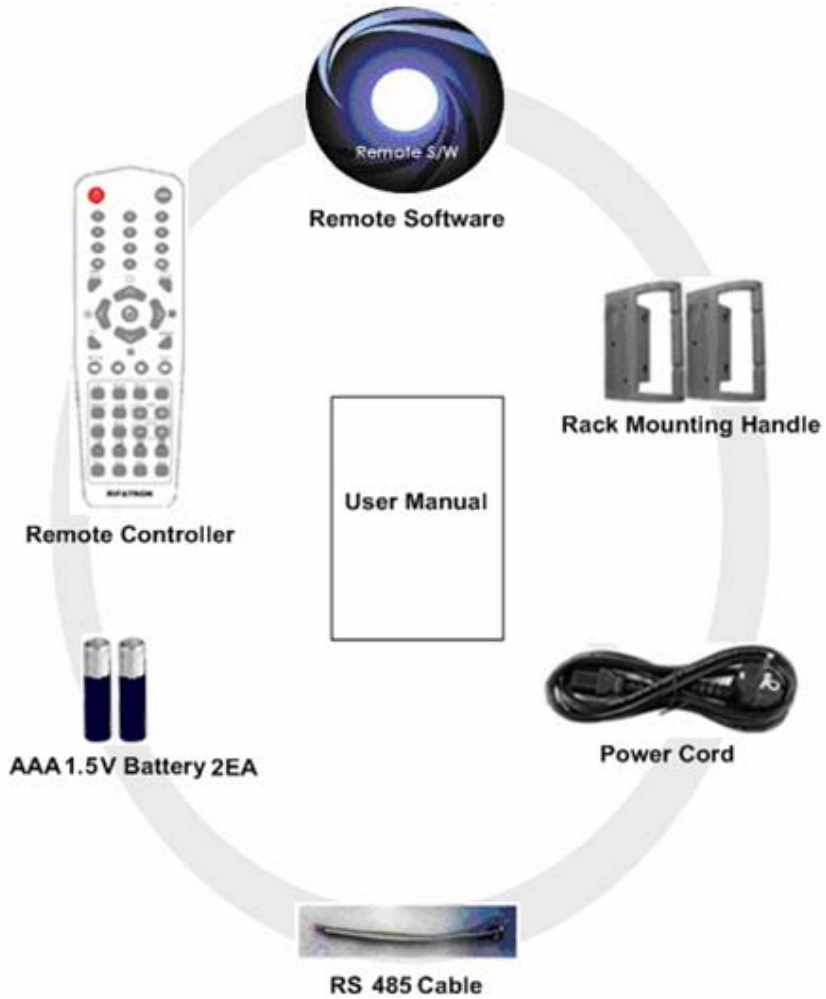 Remote S/W
Remote Software
Rack Mounting Handle
User Manual
RIFATRON
Remote Controller
AAA 1.5V Battery 2EA
Power Cord
RS 485 Cable